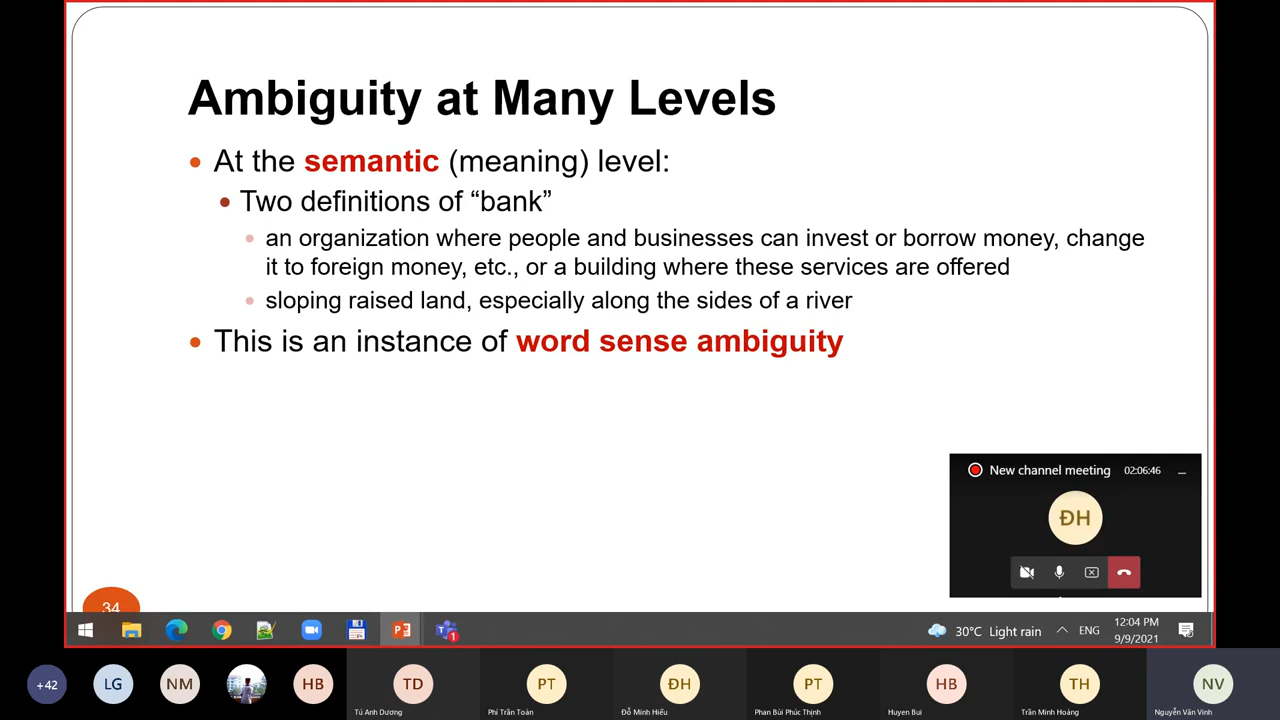 Ambiguity at Many Levels
At the semantic (meaning) level:
Two definitions of “bank”
an organization where people and businesses can invest or borrow money, change
it to foreign money, etc., or a building where these services are offered
sloping raised land, especially along the sides of a river
This is an instance of word sense ambiguity
New channel meeting 02:06:46
ĐH
34
1
30°C Light rain ENG 12:04 PM
9/9/2021
+42 LG NM HB TD PT ĐH PT HB TH NV
Tú Anh Dương Phí Trần Toàn Đỗ Minh Hiếu Phan Bùi Phúc Thịnh Huyen Bui Trần Minh Hoàng Nguyễn Văn Vinh